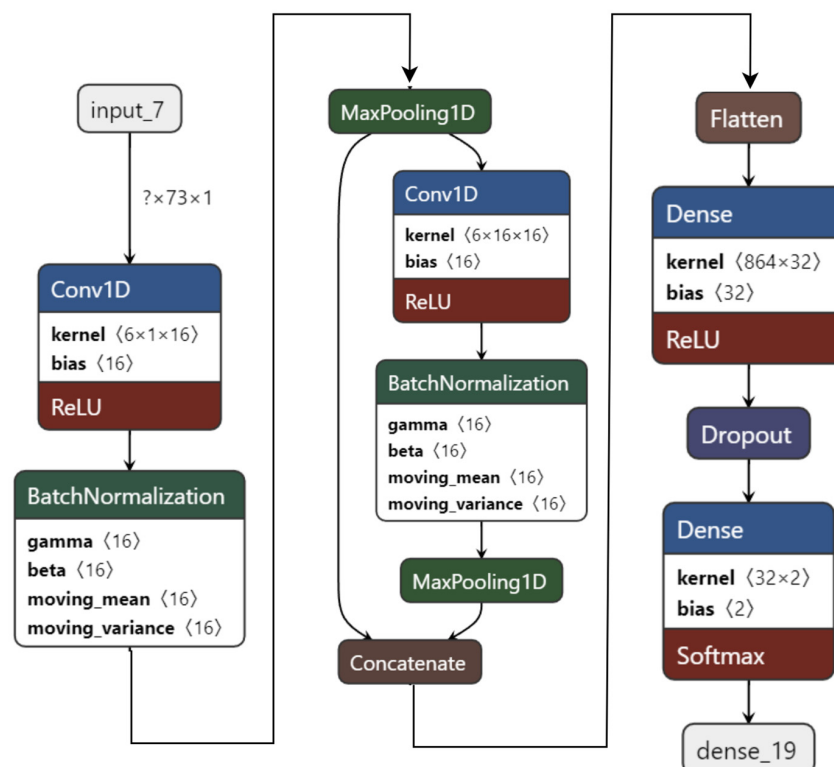 input_7
?×73×1
Conv1D
kernel ⟨6×1×16⟩
bias ⟨16⟩
ReLU
BatchNormalization
gamma ⟨16⟩
beta ⟨16⟩
moving_mean ⟨16⟩
moving_variance ⟨16⟩
MaxPooling1D
Conv1D
kernel ⟨6×16×16⟩
bias ⟨16⟩
ReLU
BatchNormalization
gamma ⟨16⟩
beta ⟨16⟩
moving_mean ⟨16⟩
moving_variance ⟨16⟩
MaxPooling1D
Concatenate
Flatten
Dense
kernel ⟨864×32⟩
bias ⟨32⟩
ReLU
Dropout
Dense
kernel ⟨32×2⟩
bias ⟨2⟩
Softmax
dense_19